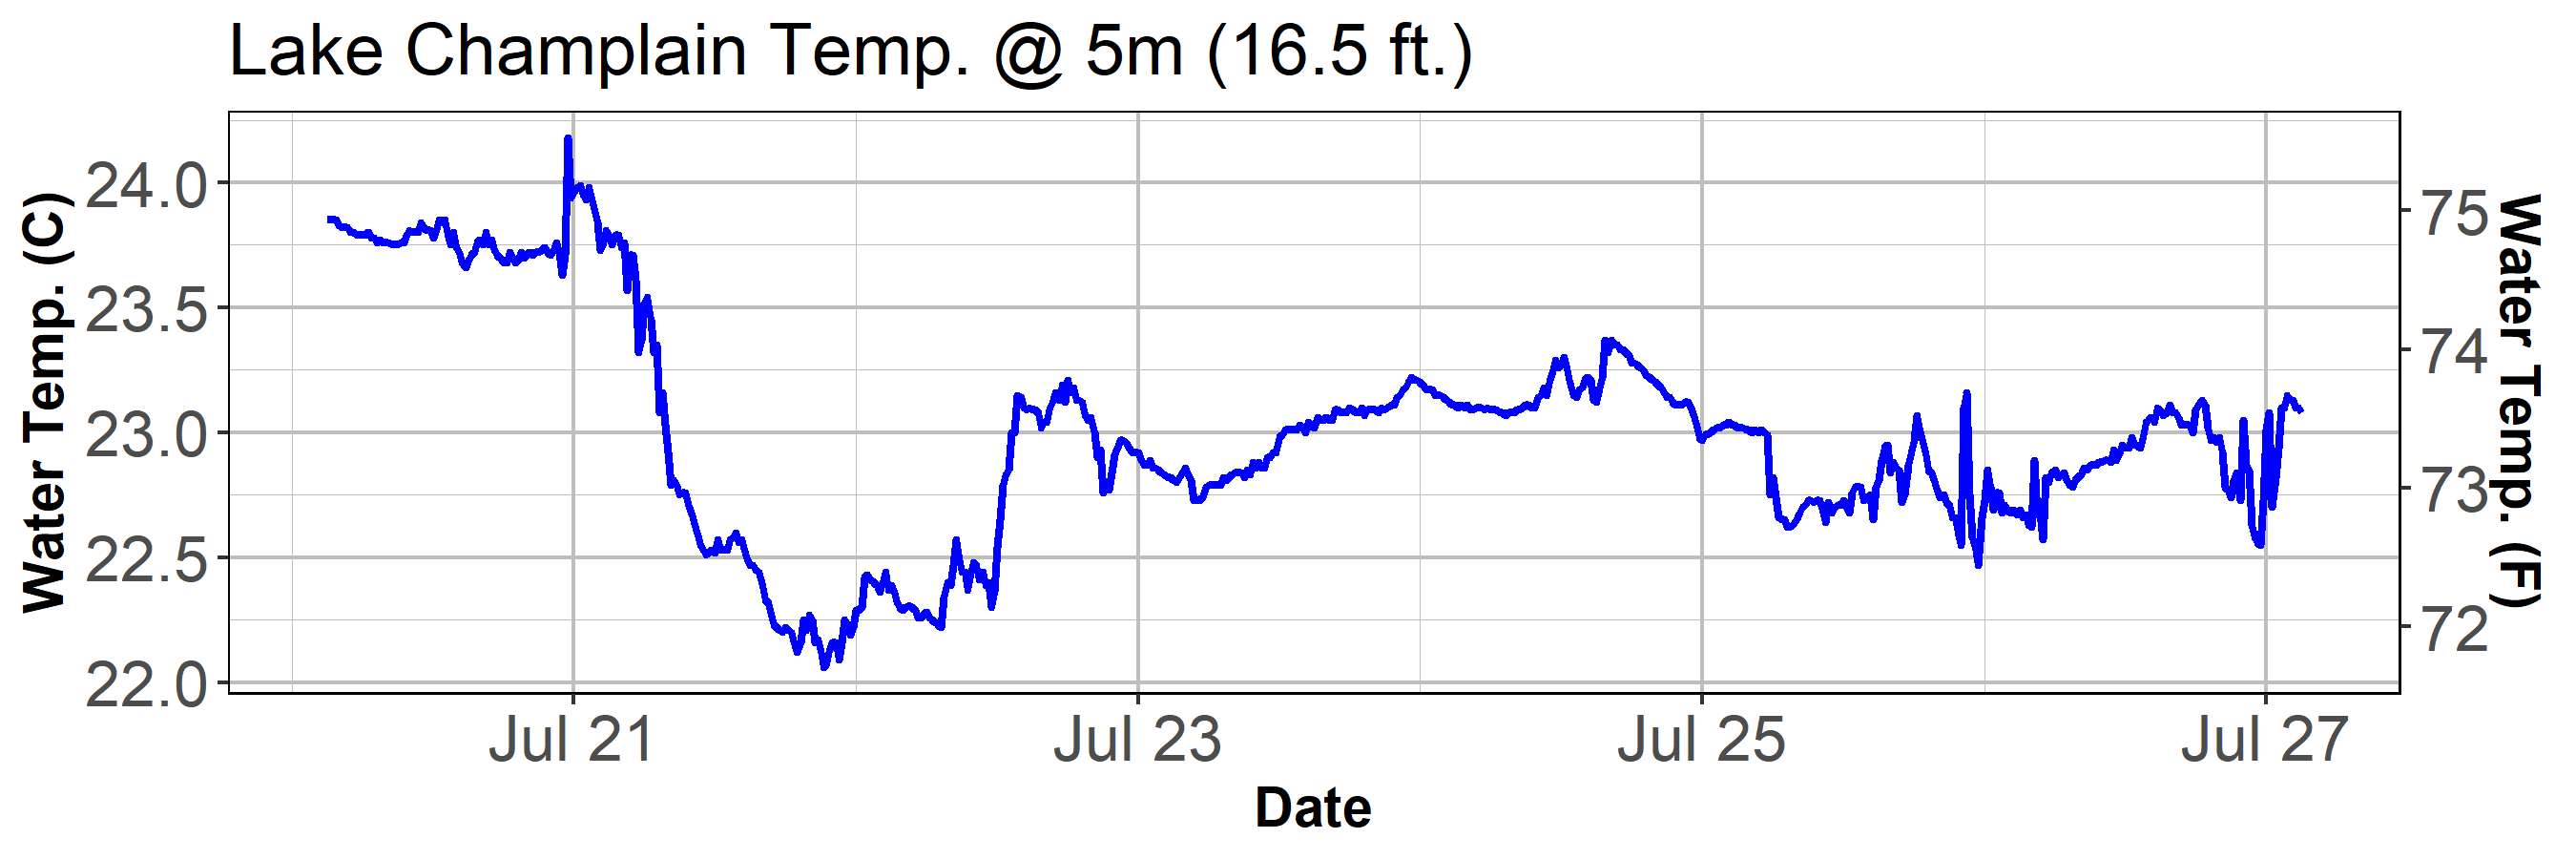 Lake Champlain Temp. @ 5m (16.5 ft.)
Water Temp. (C)
24.0
23.5
23.0
22.5
22.0
75
74
73
72
Water Temp. (F)
Jul 21
Jul 23
Jul 25
Jul 27
Date